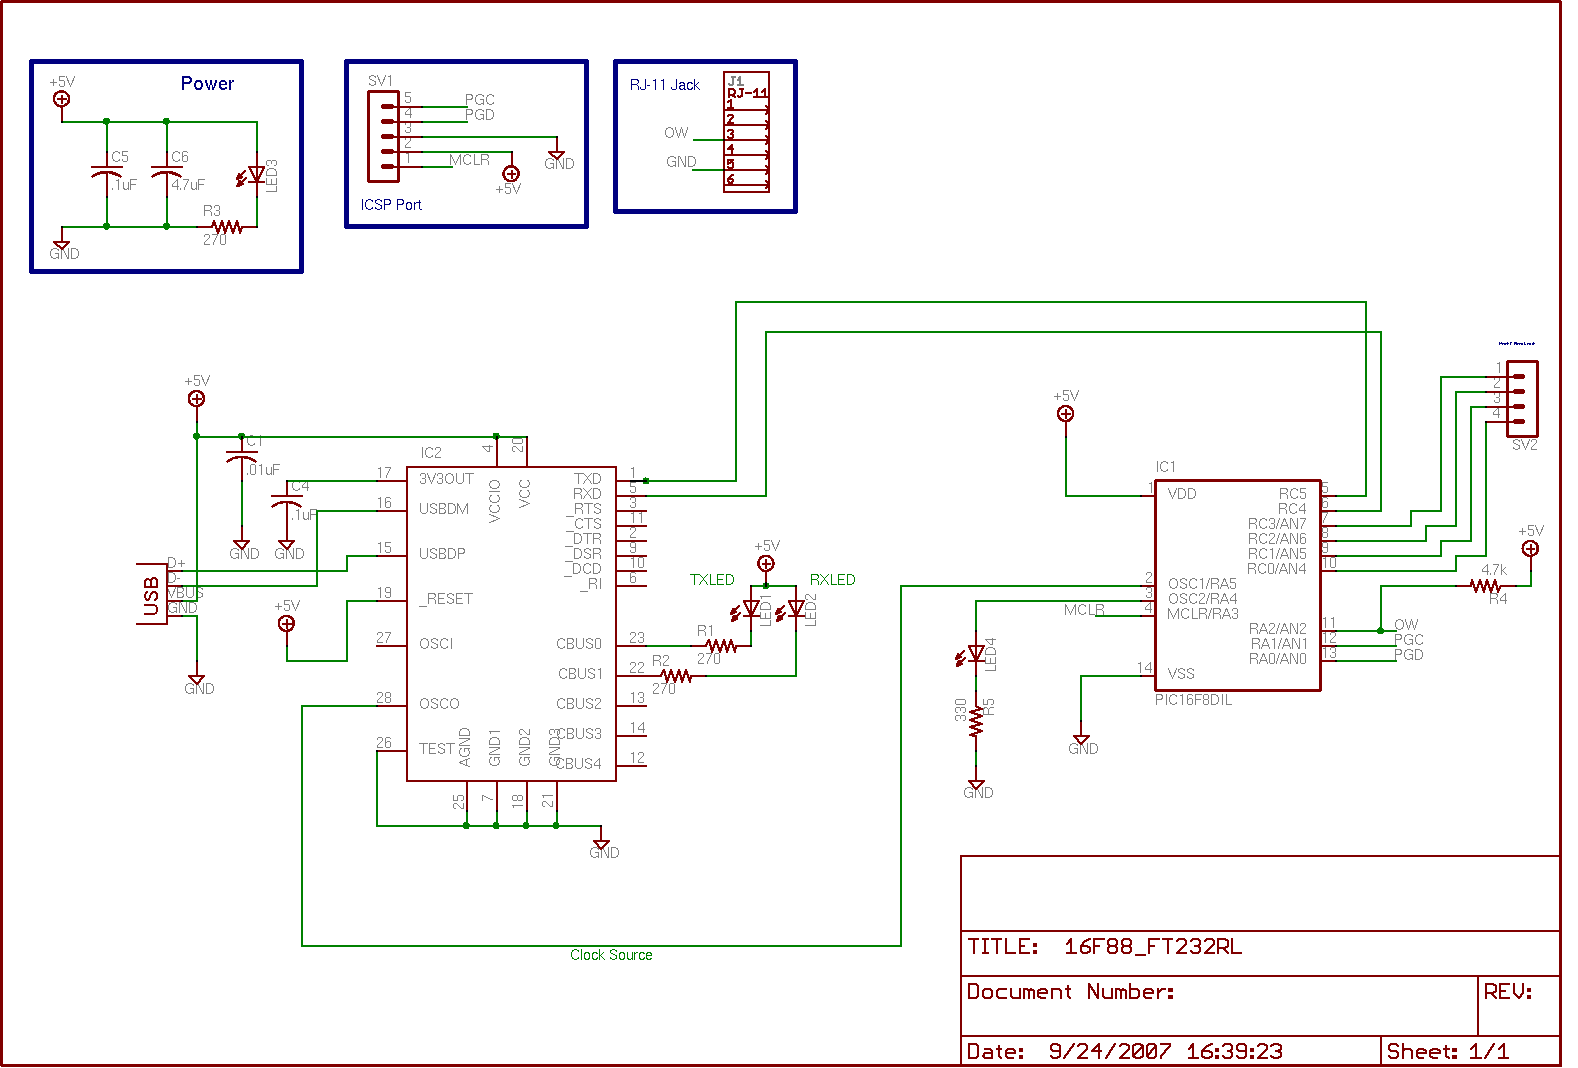 +5V
Power
C5
.1uF
C6
4.7uF
LED3
R3
270
GND
SV1
5
4
3
2
1
PGC
PGD
MCLR
GND
+5V
ICSP Port
RJ-11 Jack
J1
RJ-11
1
2
3
4
5
6
OW
GND
+5V
C1
.01uF
C4
.1uF
GND
GND
USB
D+
D-
VBUS
GND
GND
+5V
IC2
4
20
VCCIO
VCC
17
3V3OUT
16
USBDM
15
USBDP
19
_RESET
27
OSCI
28
OSCO
26
TEST
AGND
GND1
GND2
GND3
25
7
18
21
GND
TXD
1
RXD
5
_RTS
3
_CTS
11
_DTR
2
_DSR
9
_DCD
10
_RI
6
CBUS0
23
CBUS1
22
CBUS2
13
CBUS3
14
CBUS4
12
+5V
TXLED
RXLED
LED1
LED2
R1
270
R2
270
Clock Source
+5V
IC1
1
VDD
2
OSC1/RA5
3
OSC2/RA4
4
MCLR/RA3
MCLR
14
VSS
GND
PIC16F8DIL
RC5
5
RC4
6
RC3/AN7
7
RC2/AN6
8
RC1/AN5
9
RC0/AN4
10
RA2/AN2
11
RA1/AN1
12
RA0/AN0
13
OW
PGC
PGD
LED4
330
R5
GND
1
2
3
4
SV2
+5V
4.7k
R4
TITLE: 16F88_FT232RL
Document Number:
REV:
Date: 9/24/2007 16:39:23
Sheet: 1/1